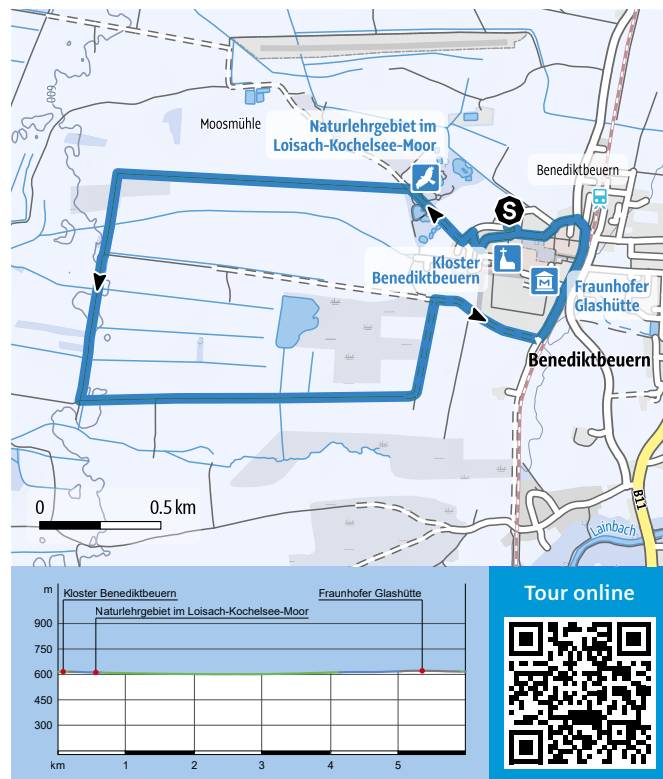 Moosmühle
Naturlehrgebiet im
Loisach-Kochelsee-Moor
Benediktbeuern
S
Kloster
Benediktbeuern
M
Fraunhofer
Glashütte
Benediktbeuern
0 0.5 km
B11
Lainbach
m
Kloster Benediktbeuern
Fraunhofer Glashütte
Naturlehrgebiet im Loisach-Kochelsee-Moor
900
750
600
450
300
km 1 2 3 4 5
Tour online